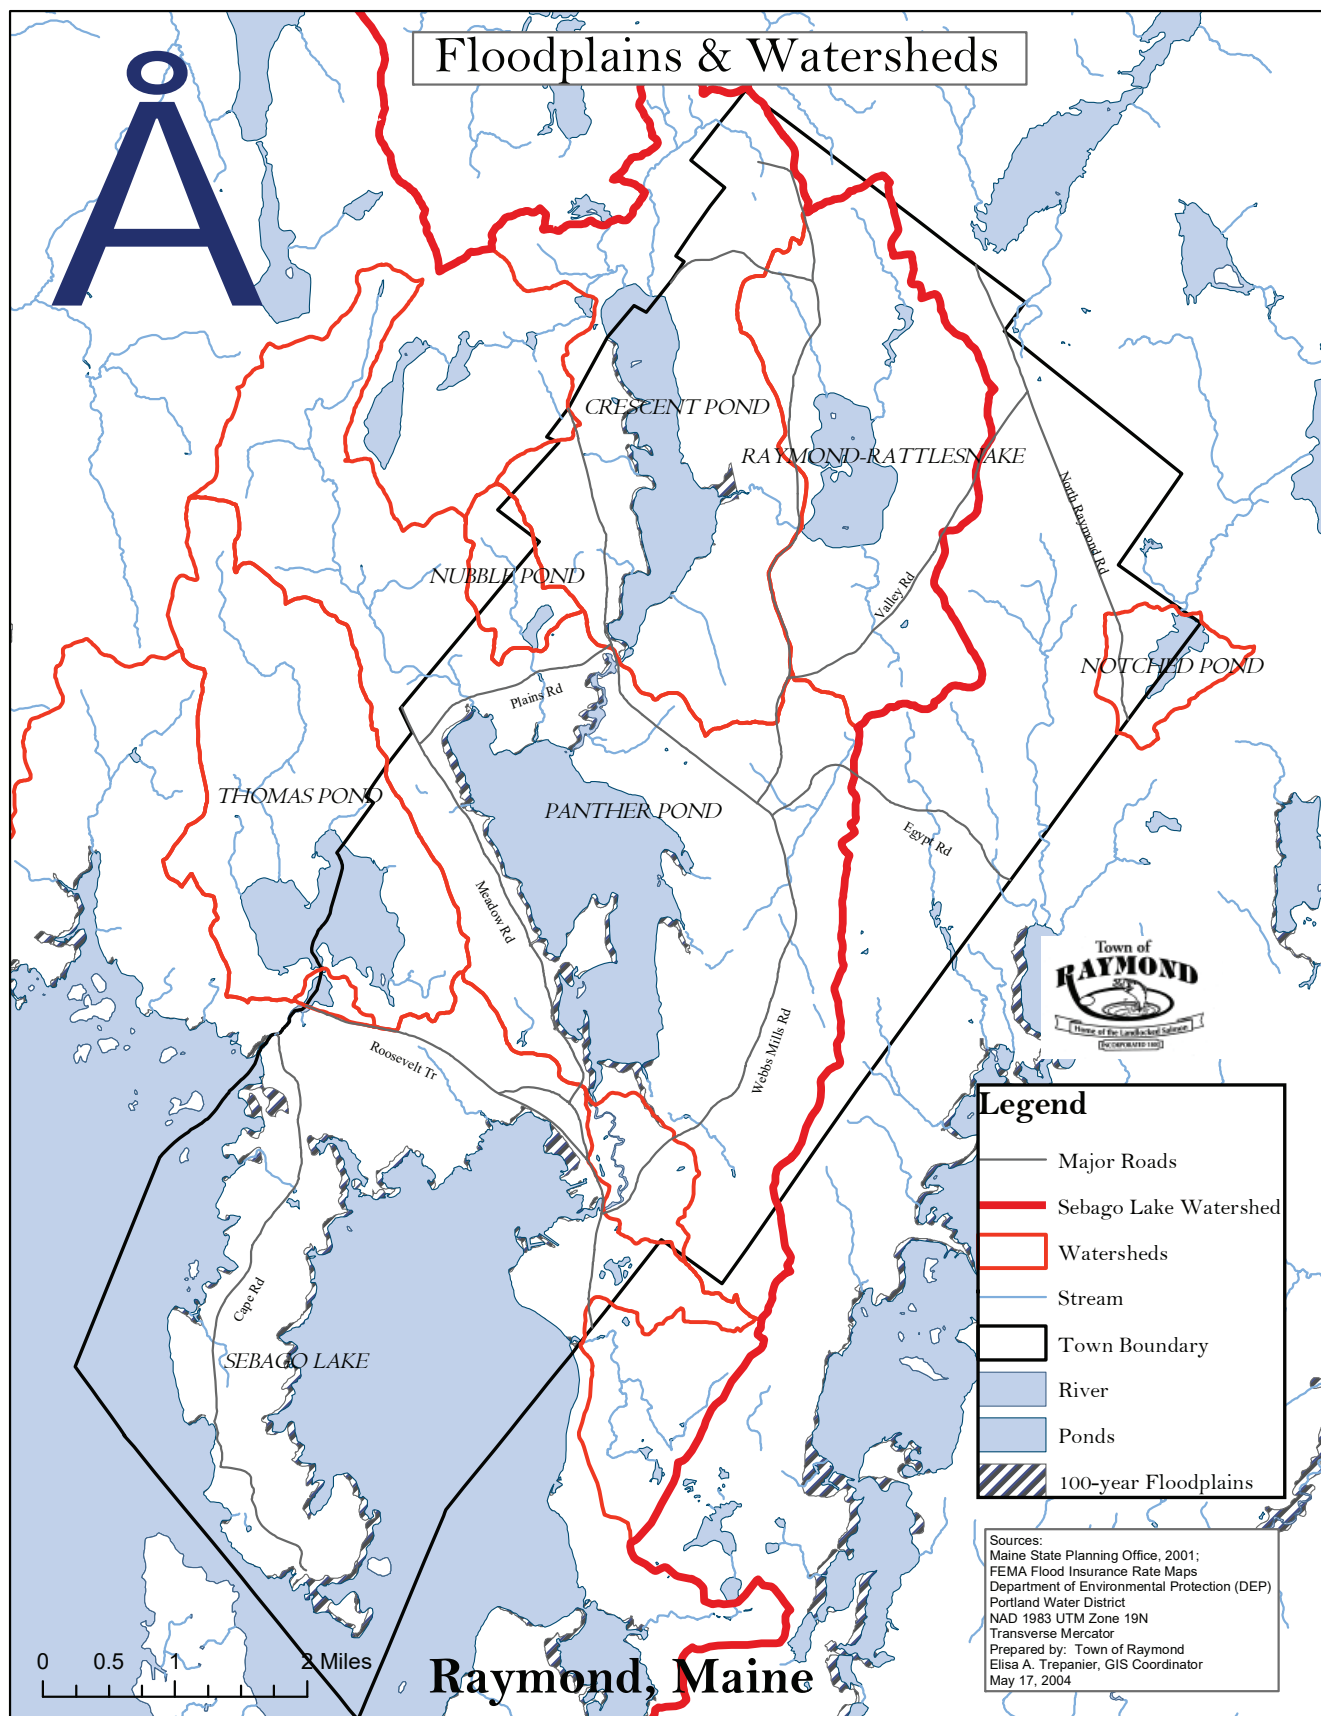 Floodplains & Watersheds
Å
CRESCENT POND
RAYMOND-RATTLESNAKE
North Raymond Rd
NUBBLE POND
Valley Rd
NOTCHED POND
Plains Rd
THOMAS POND
PANTHER POND
Egypt Rd
Meadow Rd
Town of
RAYMOND
Home of the Landlocked Salmon
Webbs Mills Rd
Roosevelt Tr
Cape Rd
SEBAGO LAKE
Legend
Major Roads
Sebago Lake Watershed
Watersheds
Stream
Town Boundary
River
Ponds
100-year Floodplains
Sources:
Maine State Planning Office, 2001;
FEMA Flood Insurance Rate Maps
Department of Environmental Protection (DEP)
Portland Water District
NAD 1983 UTM Zone 19N
Transverse Mercator
Prepared by: Town of Raymond
Elisa A. Trepanier, GIS Coordinator
May 17, 2004
0 0.5 1 2 Miles
Raymond, Maine